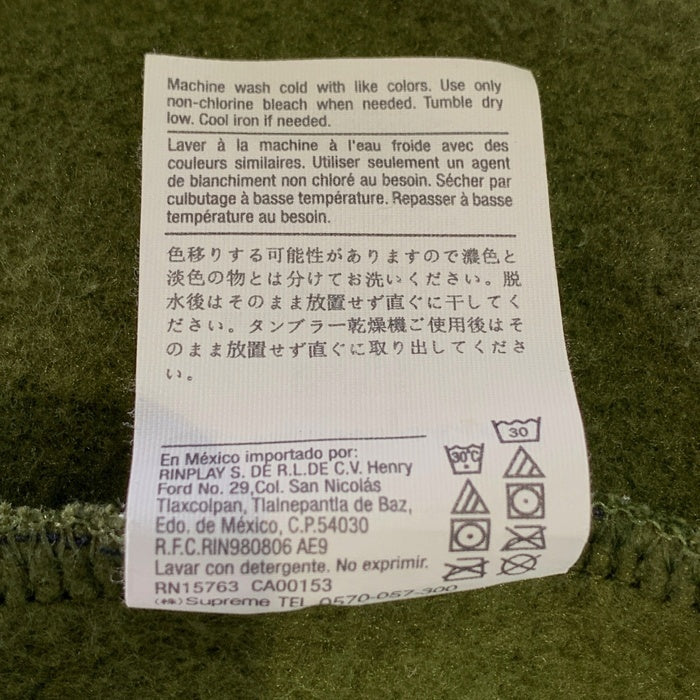 Machine wash cold with like colors. Use only
non-chlorine bleach when needed. Tumble dry
low. Cool iron if needed.
Laver à la machine à l'eau froide avec des
couleurs similaires. Utiliser seulement un agent
de blanchiment non chloré au besoin. Sécher par
culbutage à basse température. Repasser à basse
température au besoin.
色移りする可能性がありますので濃色と
淡色の物とは分けてお洗いください。脱
水後はそのまま放置せず直ぐに干してく
ださい。タンブラー乾燥機ご使用後はそ
のまま放置せず直ぐに取り出してくださ
い。
En México importado por:
RINPLAY S. DE R.L.DE C.V. Henry
Ford No. 29,Col. San Nicolás
Tlaxcolpan, Tlalnepantla de Baz,
Edo. de México, C.P.54030
R.F.C.RIN980806 AE9
Lavar con detergente. No exprimir.
RN15763 CA00153
(株)Supreme TEL 0570-057-300
30°C
30